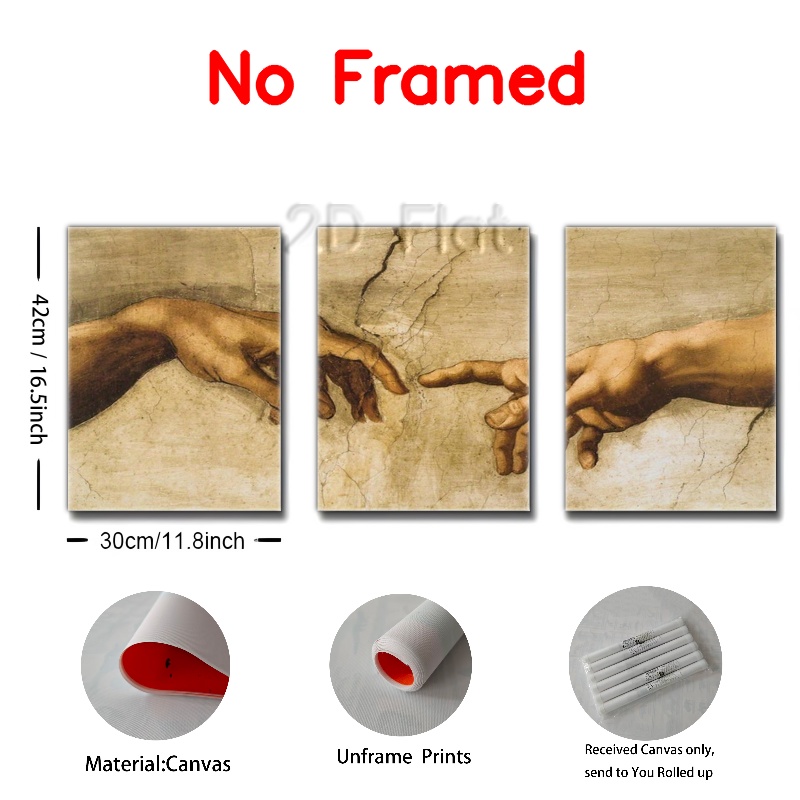 No Framed
2D Flat
42cm / 16.5inch
30cm/11.8inch
Material:Canvas
Unframe Prints
Received Canvas only,
send to You Rolled up